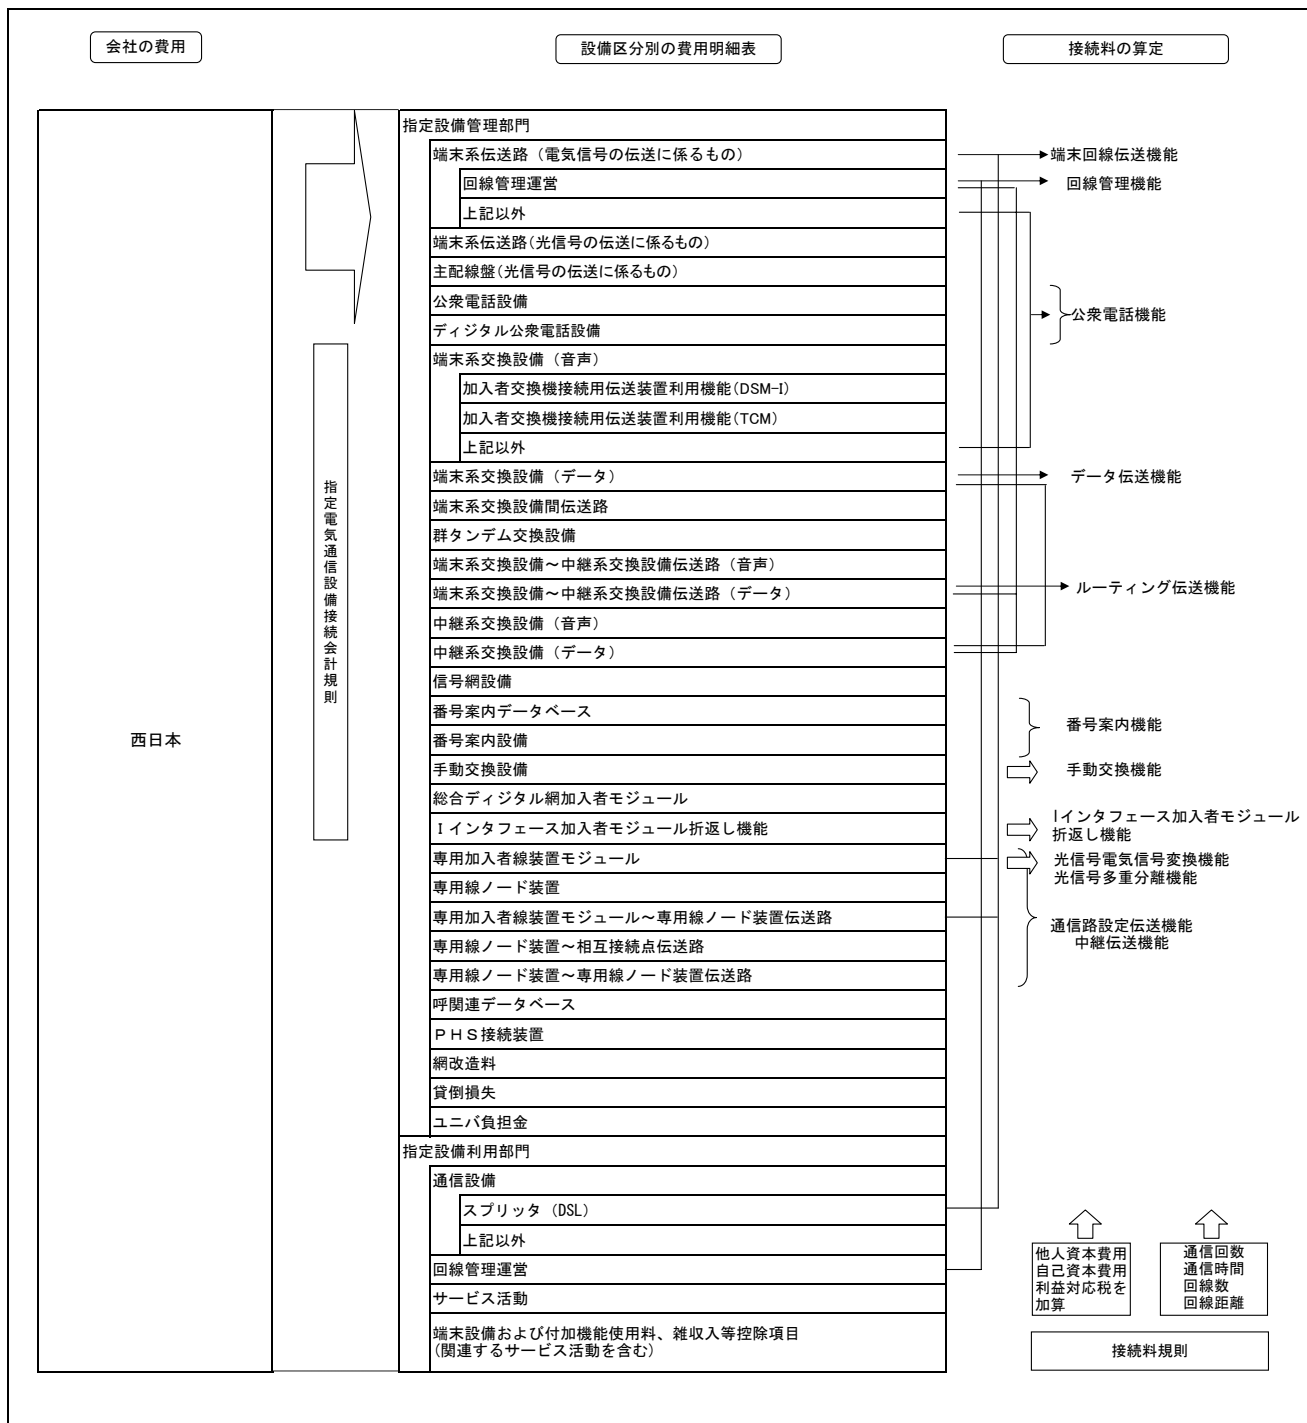 会社の費用
設備区分別の費用明細表
接続料の算定
西日本
指定電気通信設備接続会計規則
指定設備管理部門
端末系伝送路（電気信号の伝送に係るもの）
回線管理運営
上記以外
端末系伝送路(光信号の伝送に係るもの)
主配線盤(光信号の伝送に係るもの)
公衆電話設備
ディジタル公衆電話設備
端末系交換設備（音声）
加入者交換機接続用伝送装置利用機能(DSM-I)
加入者交換機接続用伝送装置利用機能(TCM)
上記以外
端末系交換設備（データ）
端末系交換設備間伝送路
群タンデム交換設備
端末系交換設備～中継系交換設備伝送路（音声）
端末系交換設備～中継系交換設備伝送路（データ）
中継系交換設備（音声）
中継系交換設備（データ）
信号網設備
番号案内データベース
番号案内設備
手動交換設備
総合ディジタル網加入者モジュール
Ｉインタフェース加入者モジュール折返し機能
専用加入者線装置モジュール
専用線ノード装置
専用加入者線装置モジュール～専用線ノード装置伝送路
専用線ノード装置～相互接続点伝送路
専用線ノード装置～専用線ノード装置伝送路
呼関連データベース
ＰＨＳ接続装置
網改造料
貸倒損失
ユニバ負担金
指定設備利用部門
通信設備
スプリッタ（DSL）
上記以外
回線管理運営
サービス活動
端末設備および付加機能使用料、雑収入等控除項目
(関連するサービス活動を含む)
端末回線伝送機能
回線管理機能
公衆電話機能
データ伝送機能
ルーティング伝送機能
番号案内機能
手動交換機能
Iインタフェース加入者モジュール
折返し機能
光信号電気信号変換機能
光信号多重分離機能
通信路設定伝送機能
中継伝送機能
他人資本費用
自己資本費用
利益対応税を
加算
通信回数
通信時間
回線数
回線距離
接続料規則